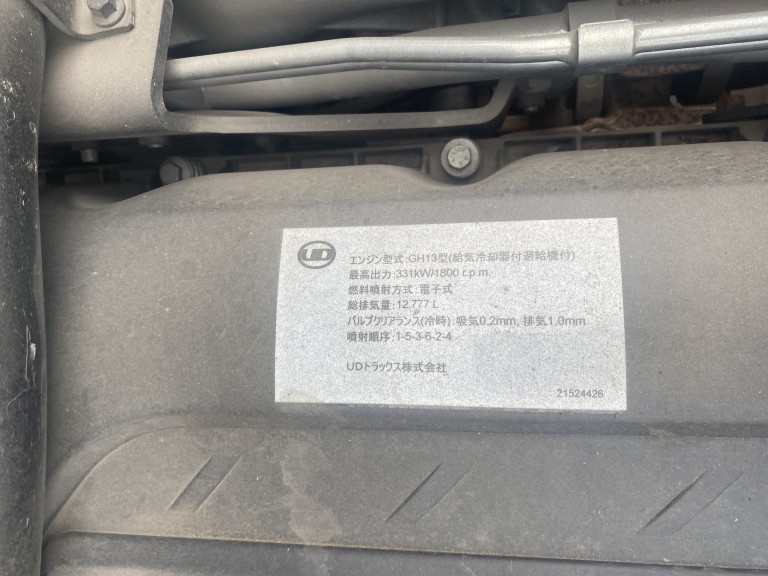 UD
エンジン型式:GH13型(給気冷却器付過給機付)
最高出力:331kW/1800 r.p.m.
燃料噴射方式:電子式
総排気量:12.777 L
バルブクリアランス(冷時):吸気0.2mm, 排気1.0mm
噴射順序:1-5-3-6-2-4
UDトラックス株式会社
21524426